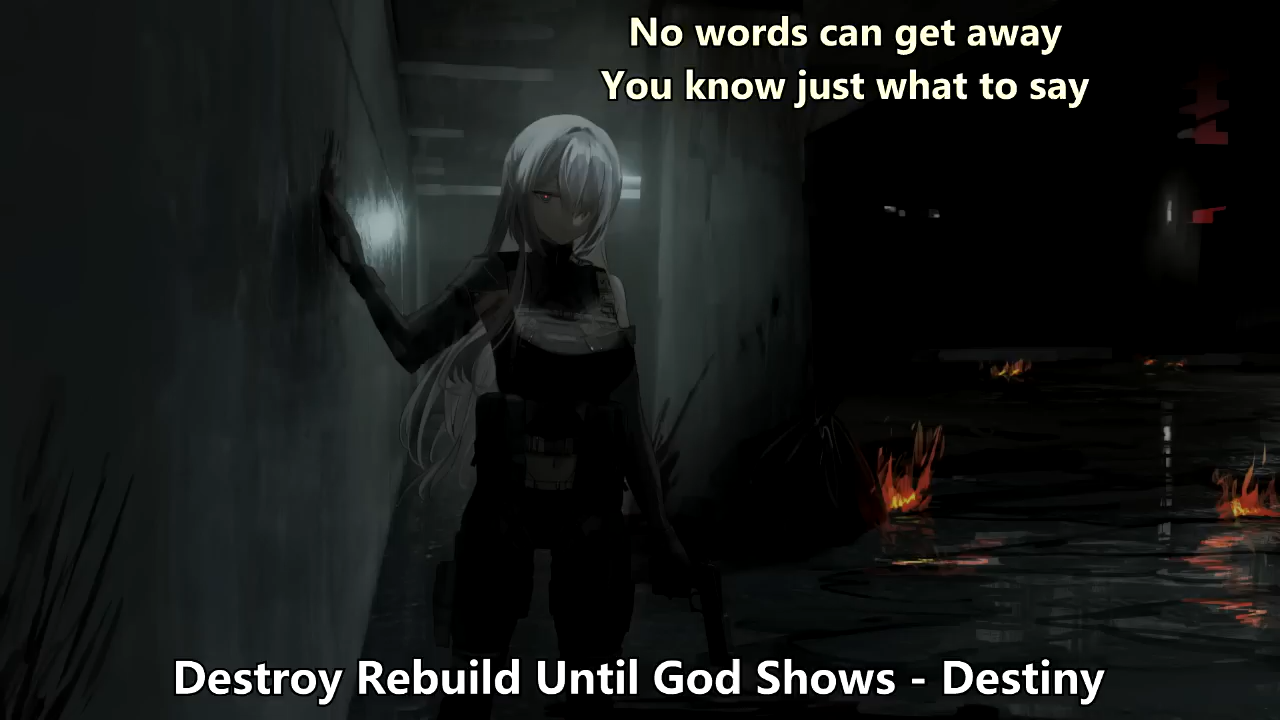 No words can get away
You know just what to say
Destroy Rebuild Until God Shows - Destiny